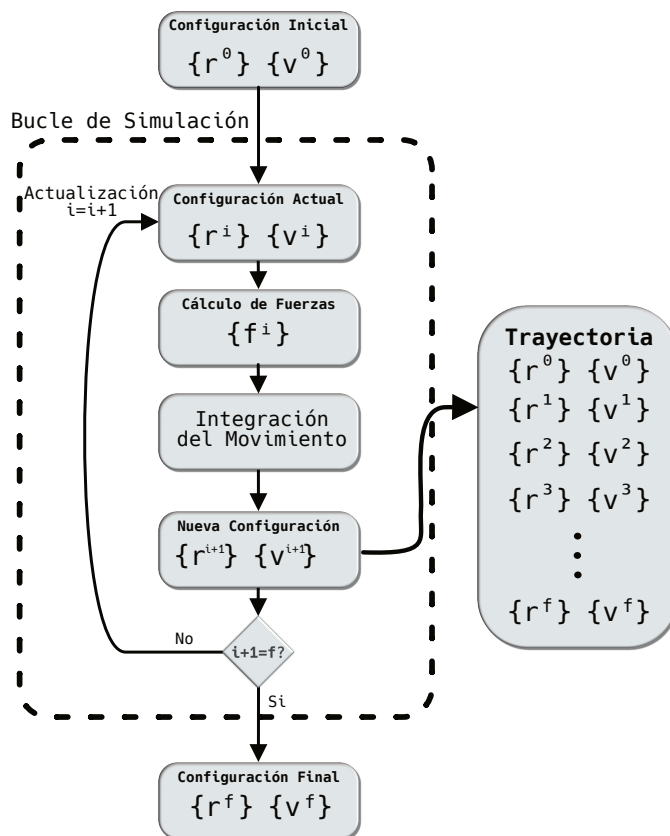 Configuración Inicial
{r⁰} {v⁰}
Bucle de Simulación
Actualización
i=i+1
Configuración Actual
{rⁱ} {vⁱ}
Cálculo de Fuerzas
{fⁱ}
Integración
del Movimiento
Nueva Configuración
{rⁱ⁺¹} {vⁱ⁺¹}
No
i+1=f?
Si
Configuración Final
{rᶠ} {vᶠ}
Trayectoria
{r⁰} {v⁰}
{r¹} {v¹}
{r²} {v²}
{r³} {v³}
{rᶠ} {vᶠ}